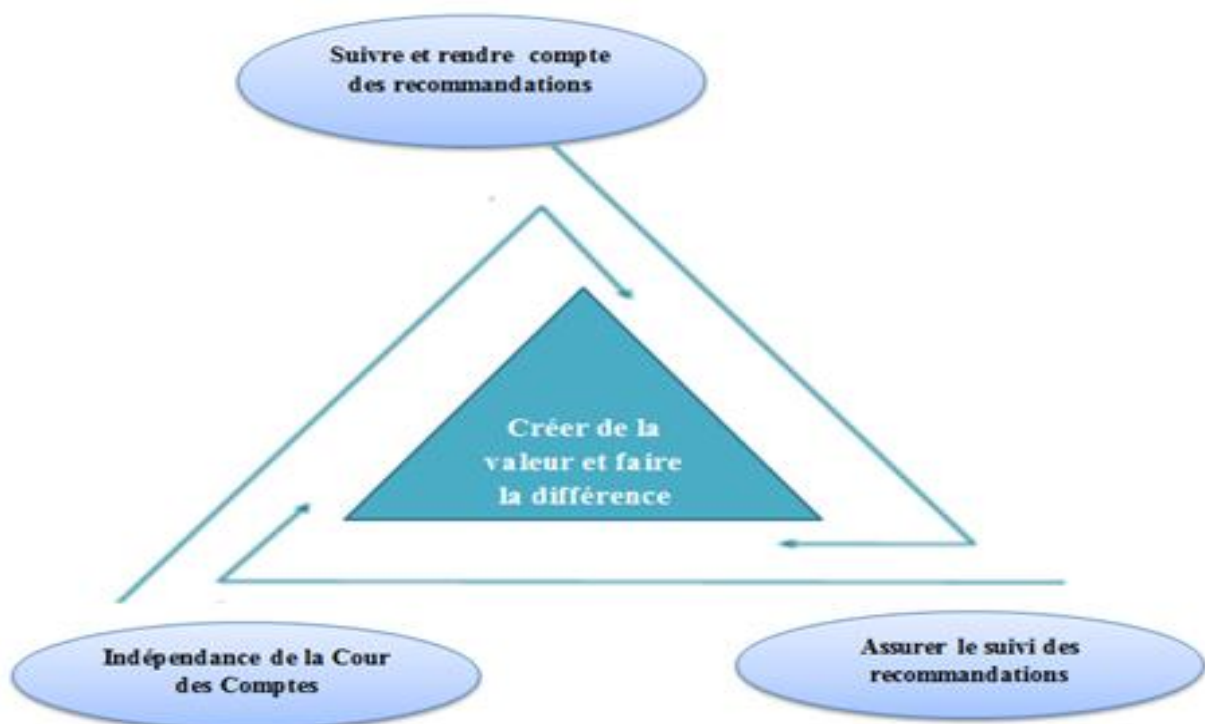 Suivre et rendre compte
des recommandations
Créer de la
valeur et faire
la différence
Indépendance de la Cour
des Comptes
Assurer le suivi des
recommandations